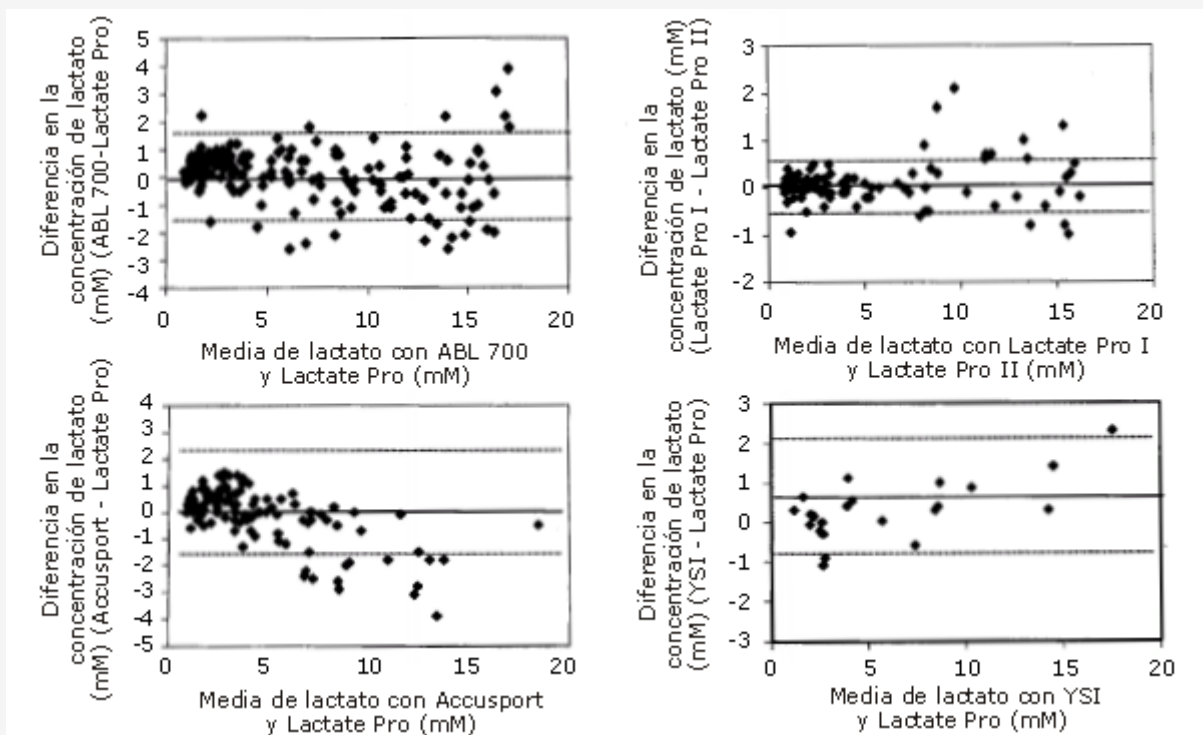 Diferencia en la
concentración de lactato
(mM) (ABL 700-Lactate Pro)
5
4
3
2
1
0
-1
-2
-3
-4
0
5
10
15
20
Media de lactato con ABL 700
y Lactate Pro (mM)
Diferencia en la
concentración de lactato (mM)
(Lactate Pro I - Lactate Pro II)
3
2
1
0
-1
-2
0
5
10
15
20
Media de lactato con Lactate Pro I
y Lactate Pro II (mM)
Diferencia en la
concentración de lactato
(mM) (Accusport - Lactate Pro)
4
3
2
1
0
-1
-2
-3
-4
-5
0
5
10
15
20
Media de lactato con Accusport
y Lactate Pro (mM)
Diferencia en la
concentración de lactato
(mM) (YSI - Lactate Pro)
3
2
1
0
-1
-2
-3
0
5
10
15
20
Media de lactato con YSI
y Lactate Pro (mM)